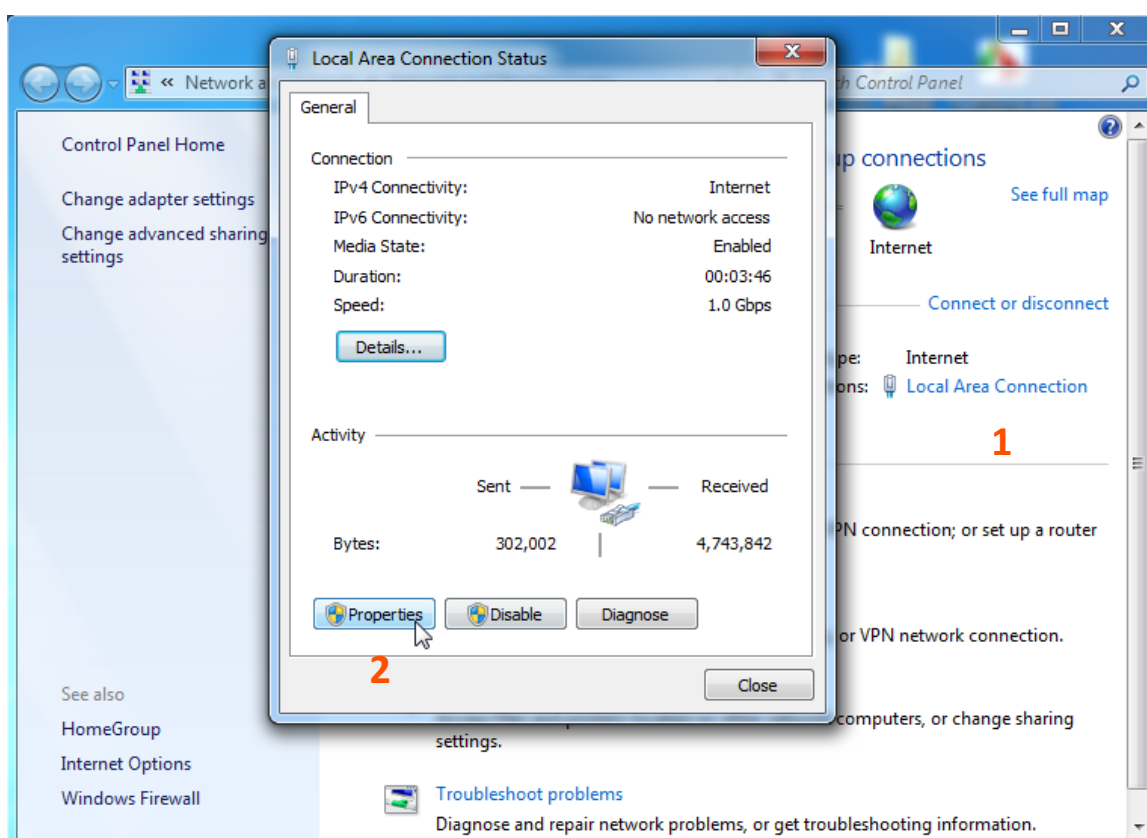 Local Area Connection Status
« Network a
h Control Panel
General
Connection
IPv4 Connectivity: Internet
IPv6 Connectivity: No network access
Media State: Enabled
Duration: 00:03:46
Speed: 1.0 Gbps
Details...
Activity
Sent Received
Bytes: 302,002 4,743,842
Properties Disable Diagnose
2
Close
Control Panel Home
Change adapter settings
Change advanced sharing
settings
See also
HomeGroup
Internet Options
Windows Firewall
up connections
See full map
Internet
Connect or disconnect
pe: Internet
ons: Local Area Connection
1
PN connection; or set up a router
or VPN network connection.
computers, or change sharing
settings.
Troubleshoot problems
Diagnose and repair network problems, or get troubleshooting information.